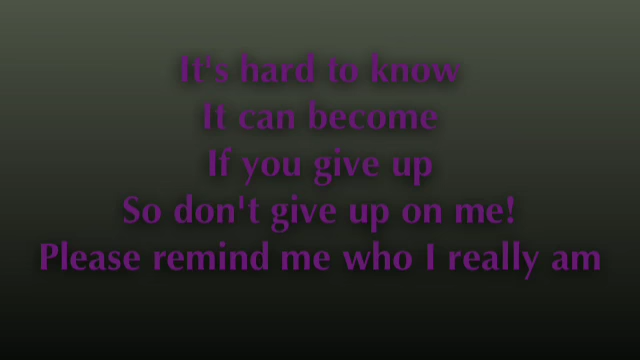 It's hard to know
It can become
If you give up
So don't give up on me!
Please remind me who I really am